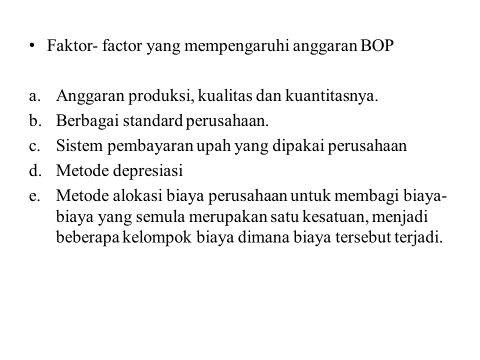 • Faktor- factor yang mempengaruhi anggaran BOP
a. Anggaran produksi, kualitas dan kuantitasnya.
b. Berbagai standard perusahaan.
c. Sistem pembayaran upah yang dipakai perusahaan
d. Metode depresiasi
e. Metode alokasi biaya perusahaan untuk membagi biaya-
biaya yang semula merupakan satu kesatuan, menjadi
beberapa kelompok biaya dimana biaya tersebut terjadi.